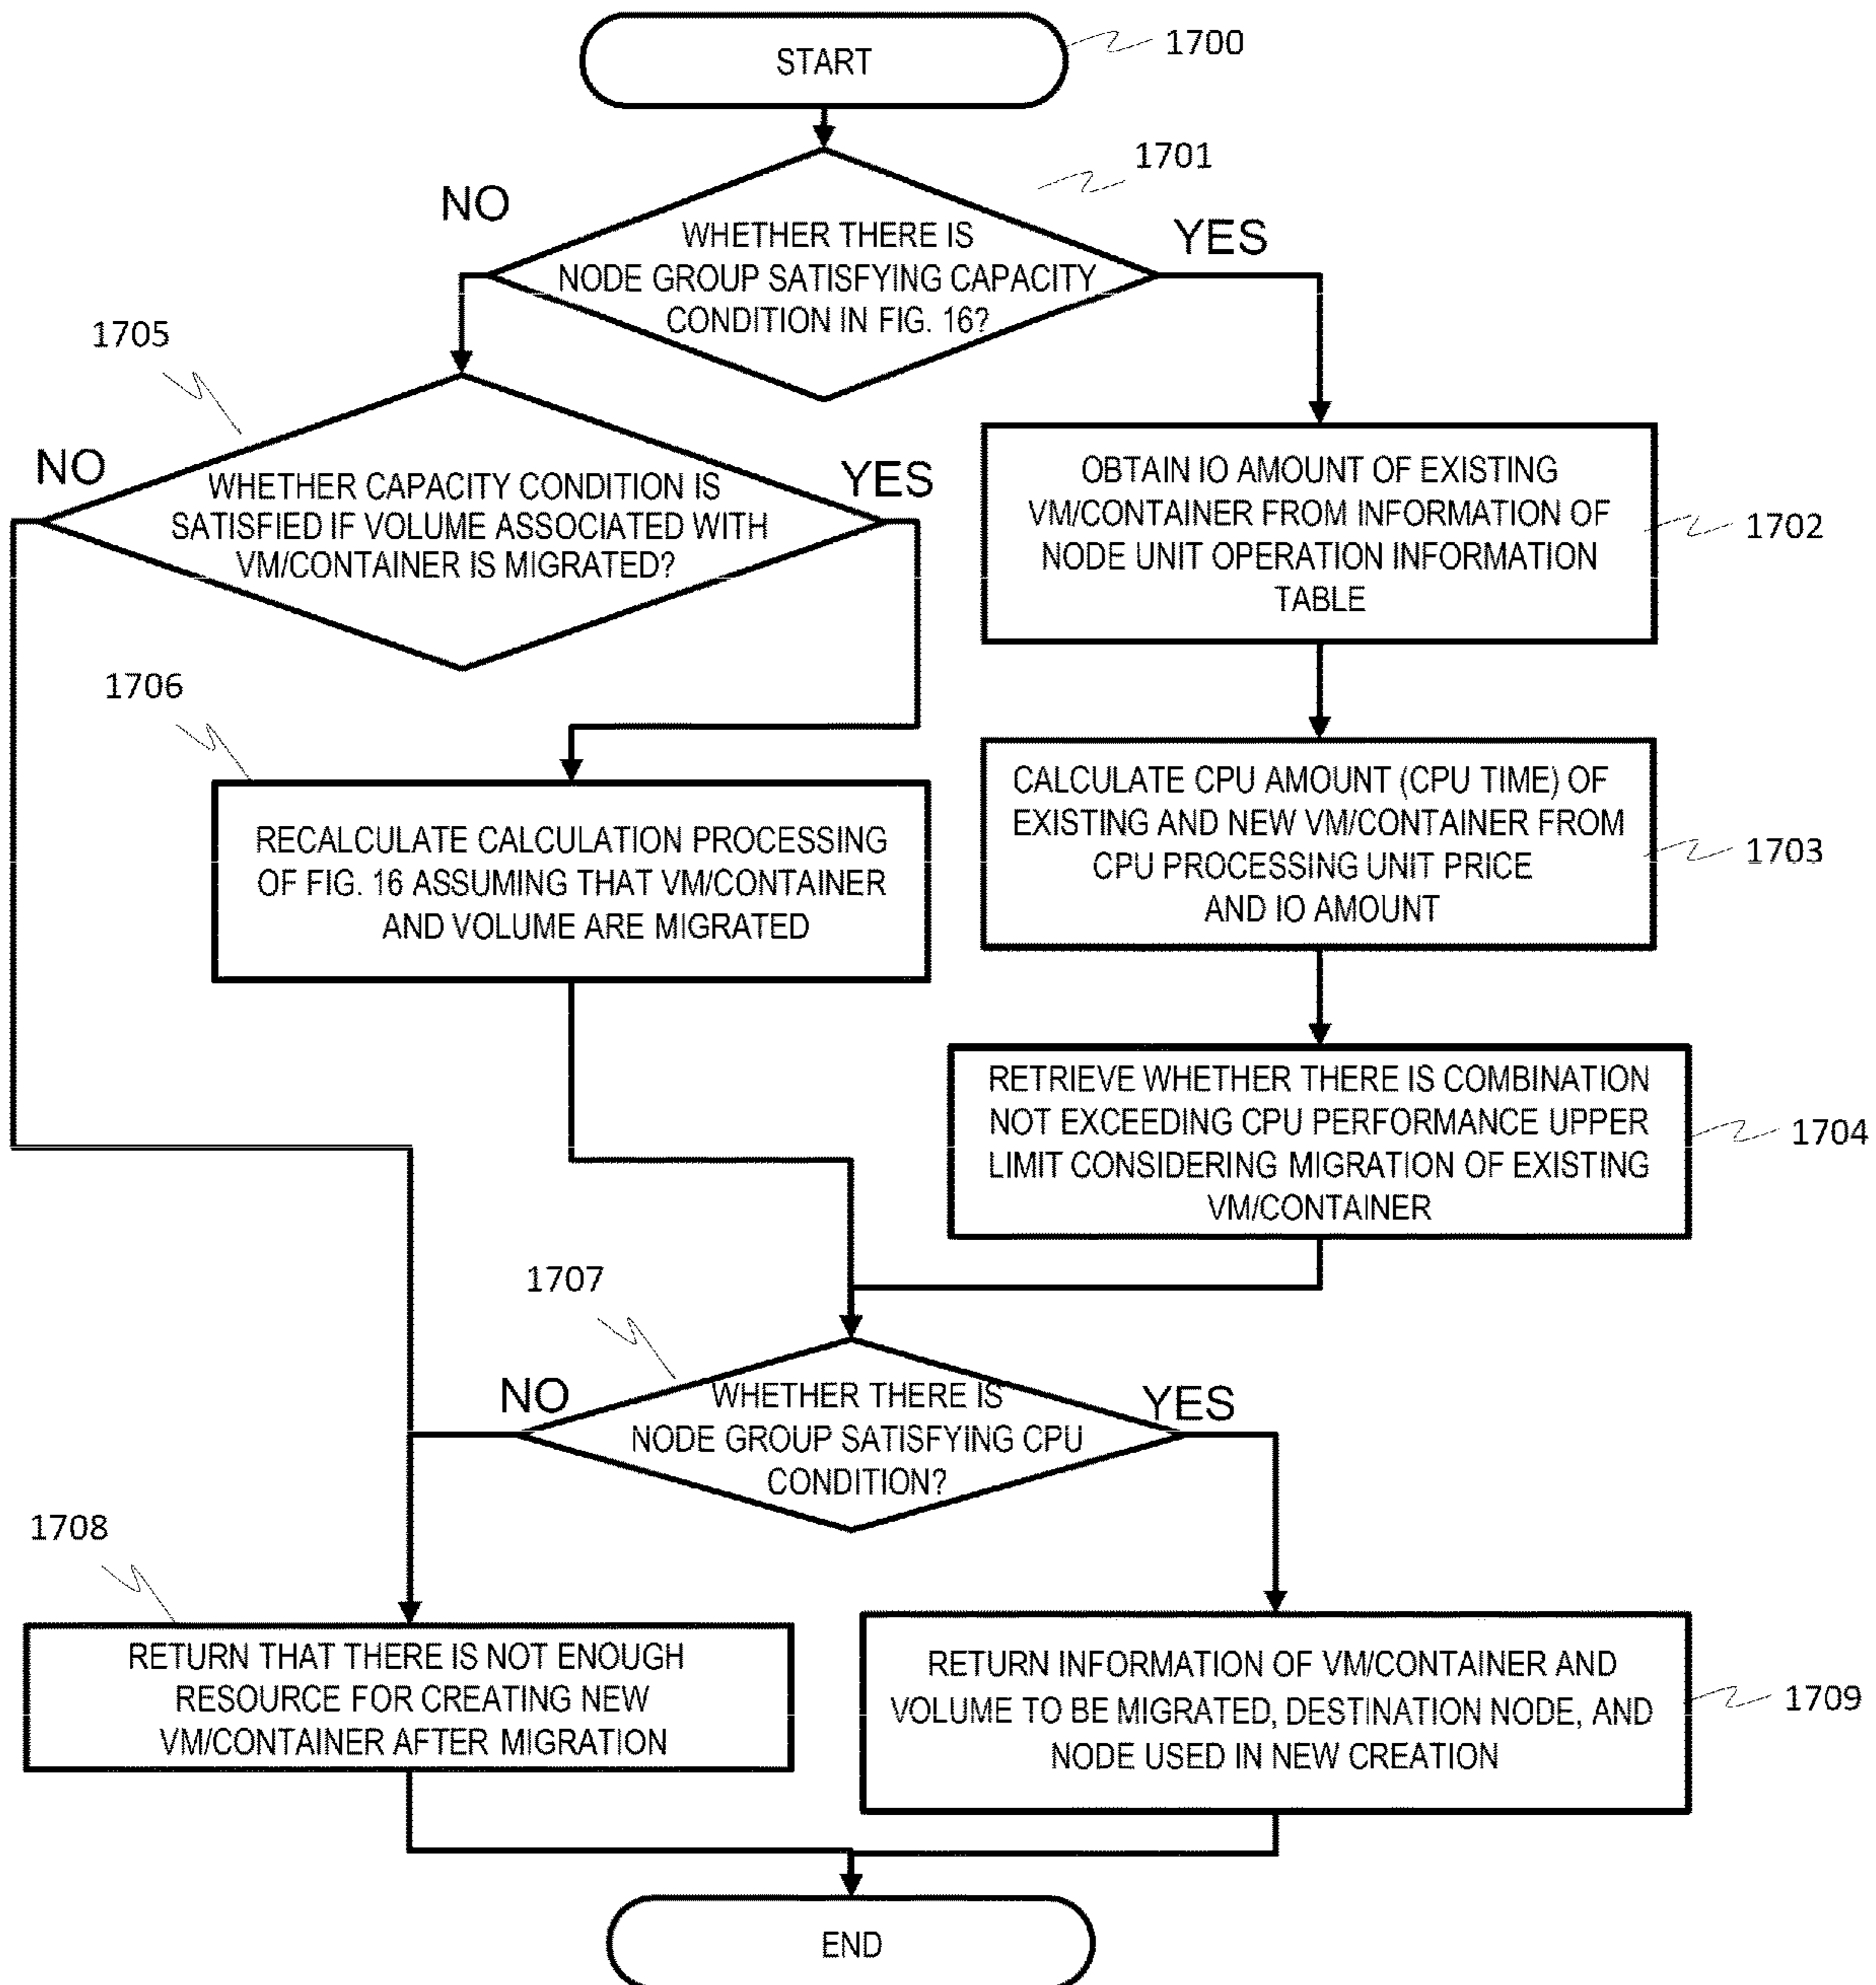 START
1700
1701
NO
YES
WHETHER THERE IS
NODE GROUP SATISFYING CAPACITY
CONDITION IN FIG. 16?
1705
NO
YES
WHETHER CAPACITY CONDITION IS
SATISFIED IF VOLUME ASSOCIATED WITH
VM/CONTAINER IS MIGRATED?
OBTAIN IO AMOUNT OF EXISTING
VM/CONTAINER FROM INFORMATION OF
NODE UNIT OPERATION INFORMATION
TABLE
1702
1706
RECALCULATE CALCULATION PROCESSING
OF FIG. 16 ASSUMING THAT VM/CONTAINER
AND VOLUME ARE MIGRATED
CALCULATE CPU AMOUNT (CPU TIME) OF
EXISTING AND NEW VM/CONTAINER FROM
CPU PROCESSING UNIT PRICE
AND IO AMOUNT
1703
RETRIEVE WHETHER THERE IS COMBINATION
NOT EXCEEDING CPU PERFORMANCE UPPER
LIMIT CONSIDERING MIGRATION OF EXISTING
VM/CONTAINER
1704
1707
NO
YES
WHETHER THERE IS
NODE GROUP SATISFYING CPU
CONDITION?
1708
RETURN THAT THERE IS NOT ENOUGH
RESOURCE FOR CREATING NEW
VM/CONTAINER AFTER MIGRATION
RETURN INFORMATION OF VM/CONTAINER AND
VOLUME TO BE MIGRATED, DESTINATION NODE, AND
NODE USED IN NEW CREATION
1709
END